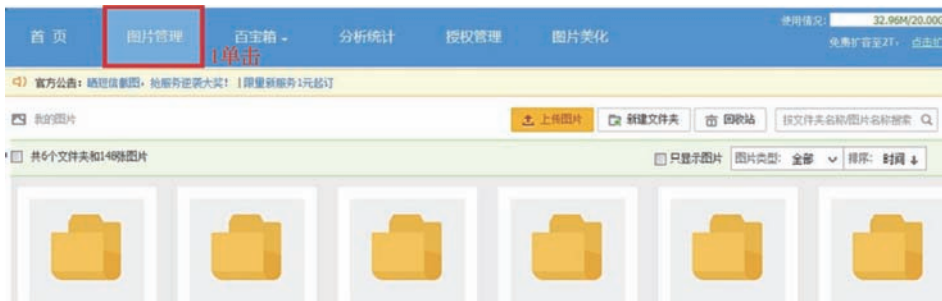 使用情况: 32.96M/20.00G
首 页 图片管理 百宝箱 分析统计 授权管理 图片美化
1单击
免费扩容至2T,
官方公告: 晒短信截图,抢服务逆袭大奖! | 限量新服务1元起订
我的图片 上传图片 新建文件夹 回收站 按文件夹名称/图片名称搜索
共6个文件夹和148张图片 只显示图片 图片类型: 全部 排序: 时间